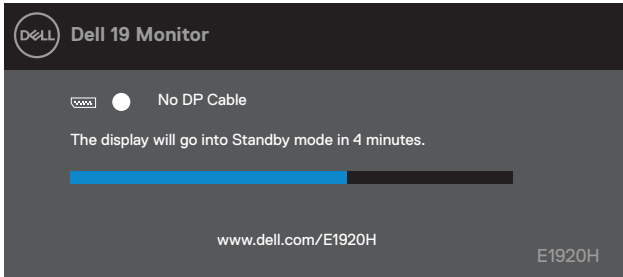 DELL Dell 19 Monitor
No DP Cable
The display will go into Standby mode in 4 minutes.
www.dell.com/E1920H
E1920H